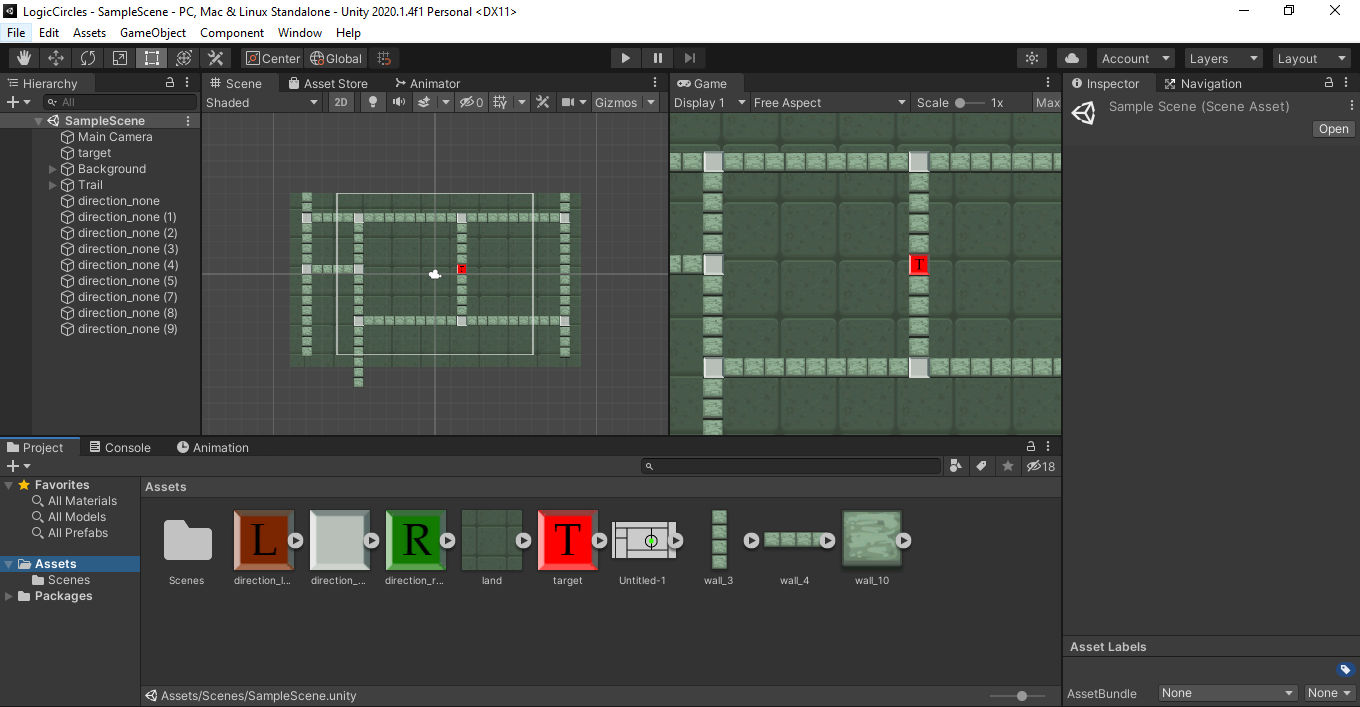 LogicCircles - SampleScene - PC, Mac & Linux Standalone - Unity 2020.1.4f1 Personal <DX11>
File Edit Assets GameObject Component Window Help
Center Global Account Layers Layout
Hierarchy
All
SampleScene
Main Camera
target
Background
Trail
direction_none
direction_none (1)
direction_none (2)
direction_none (3)
direction_none (4)
direction_none (5)
direction_none (7)
direction_none (8)
direction_none (9)
Scene Asset Store Animator
Shaded 2D 0 Gizmos
Game
Display 1 Free Aspect Scale 1x Max
T
Inspector Navigation
Sample Scene (Scene Asset)
Open
Project Console Animation
18
Favorites
All Materials
All Models
All Prefabs
Assets
Scenes
Packages
Assets
L R T
Scenes direction_l... direction_... direction_r... land target Untitled-1 wall_3 wall_4 wall_10
Assets/Scenes/SampleScene.unity
Asset Labels
AssetBundle None None